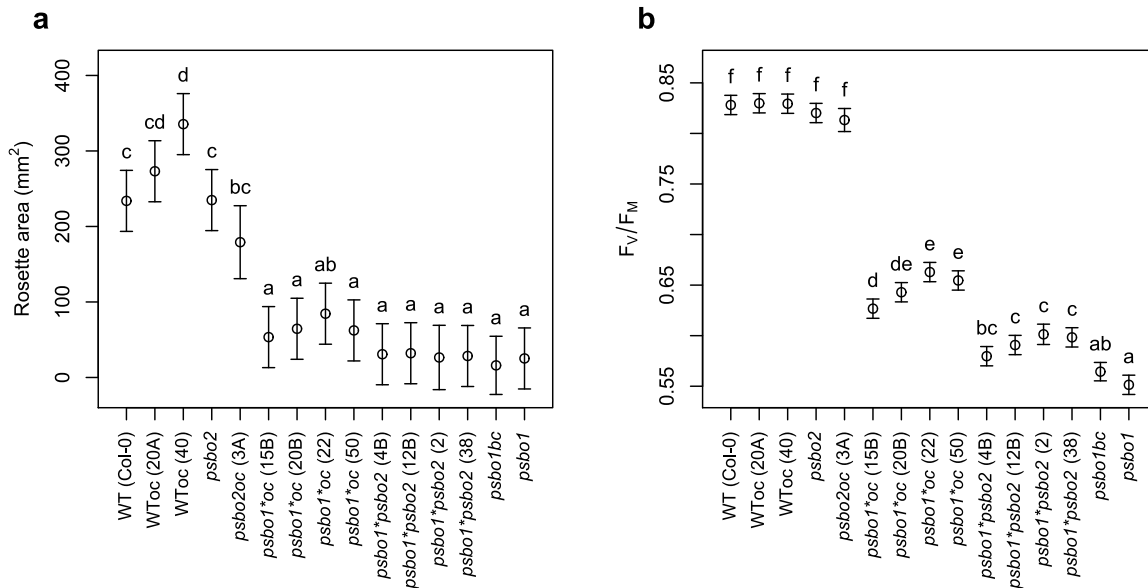 a
Rosette area (mm²)
400
300
200
100
0
c
cd
d
c
bc
a
a
ab
a
a
a
a
a
a
a
WT (Col-0)
WToc (20A)
WToc (40)
psbo2
psbo2oc (3A)
psbo1*oc (15B)
psbo1*oc (20B)
psbo1*oc (22)
psbo1*oc (50)
psbo1*psbo2 (4B)
psbo1*psbo2 (12B)
psbo1*psbo2 (2)
psbo1*psbo2 (38)
psbo1bc
psbo1
b
FV/FM
0.85
0.75
0.65
0.55
f
f
f
f
f
d
de
e
e
bc
c
c
c
ab
a
WT (Col-0)
WToc (20A)
WToc (40)
psbo2
psbo2oc (3A)
psbo1*oc (15B)
psbo1*oc (20B)
psbo1*oc (22)
psbo1*oc (50)
psbo1*psbo2 (4B)
psbo1*psbo2 (12B)
psbo1*psbo2 (2)
psbo1*psbo2 (38)
psbo1bc
psbo1